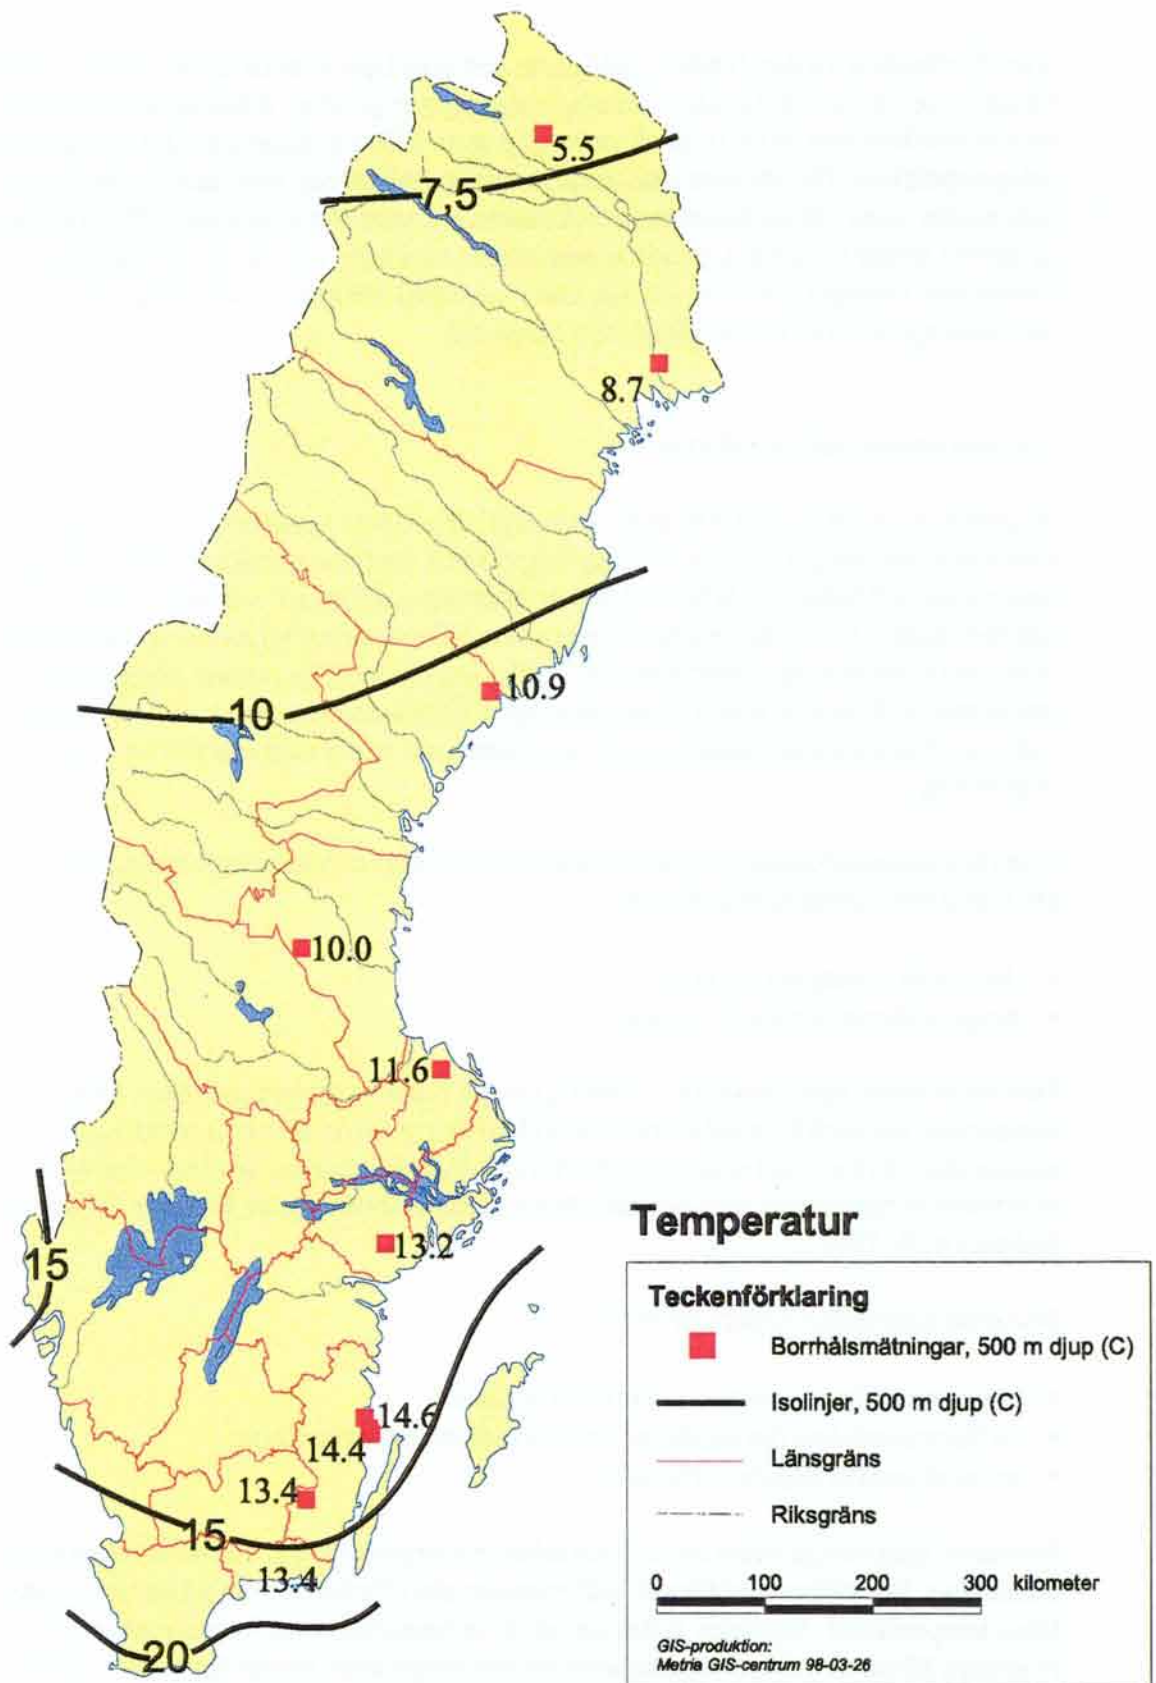 5.5
7,5
8.7
10.9
10
10.0
11.6
13.2
15
14.6
14.4
13.4
15
13.4
20
Temperatur
Teckenförklaring
Borrhålsmätningar, 500 m djup (C)
Isolinjer, 500 m djup (C)
Länsgräns
Riksgräns
0 100 200 300 kilometer
GIS-produktion:
Metria GIS-centrum 98-03-26